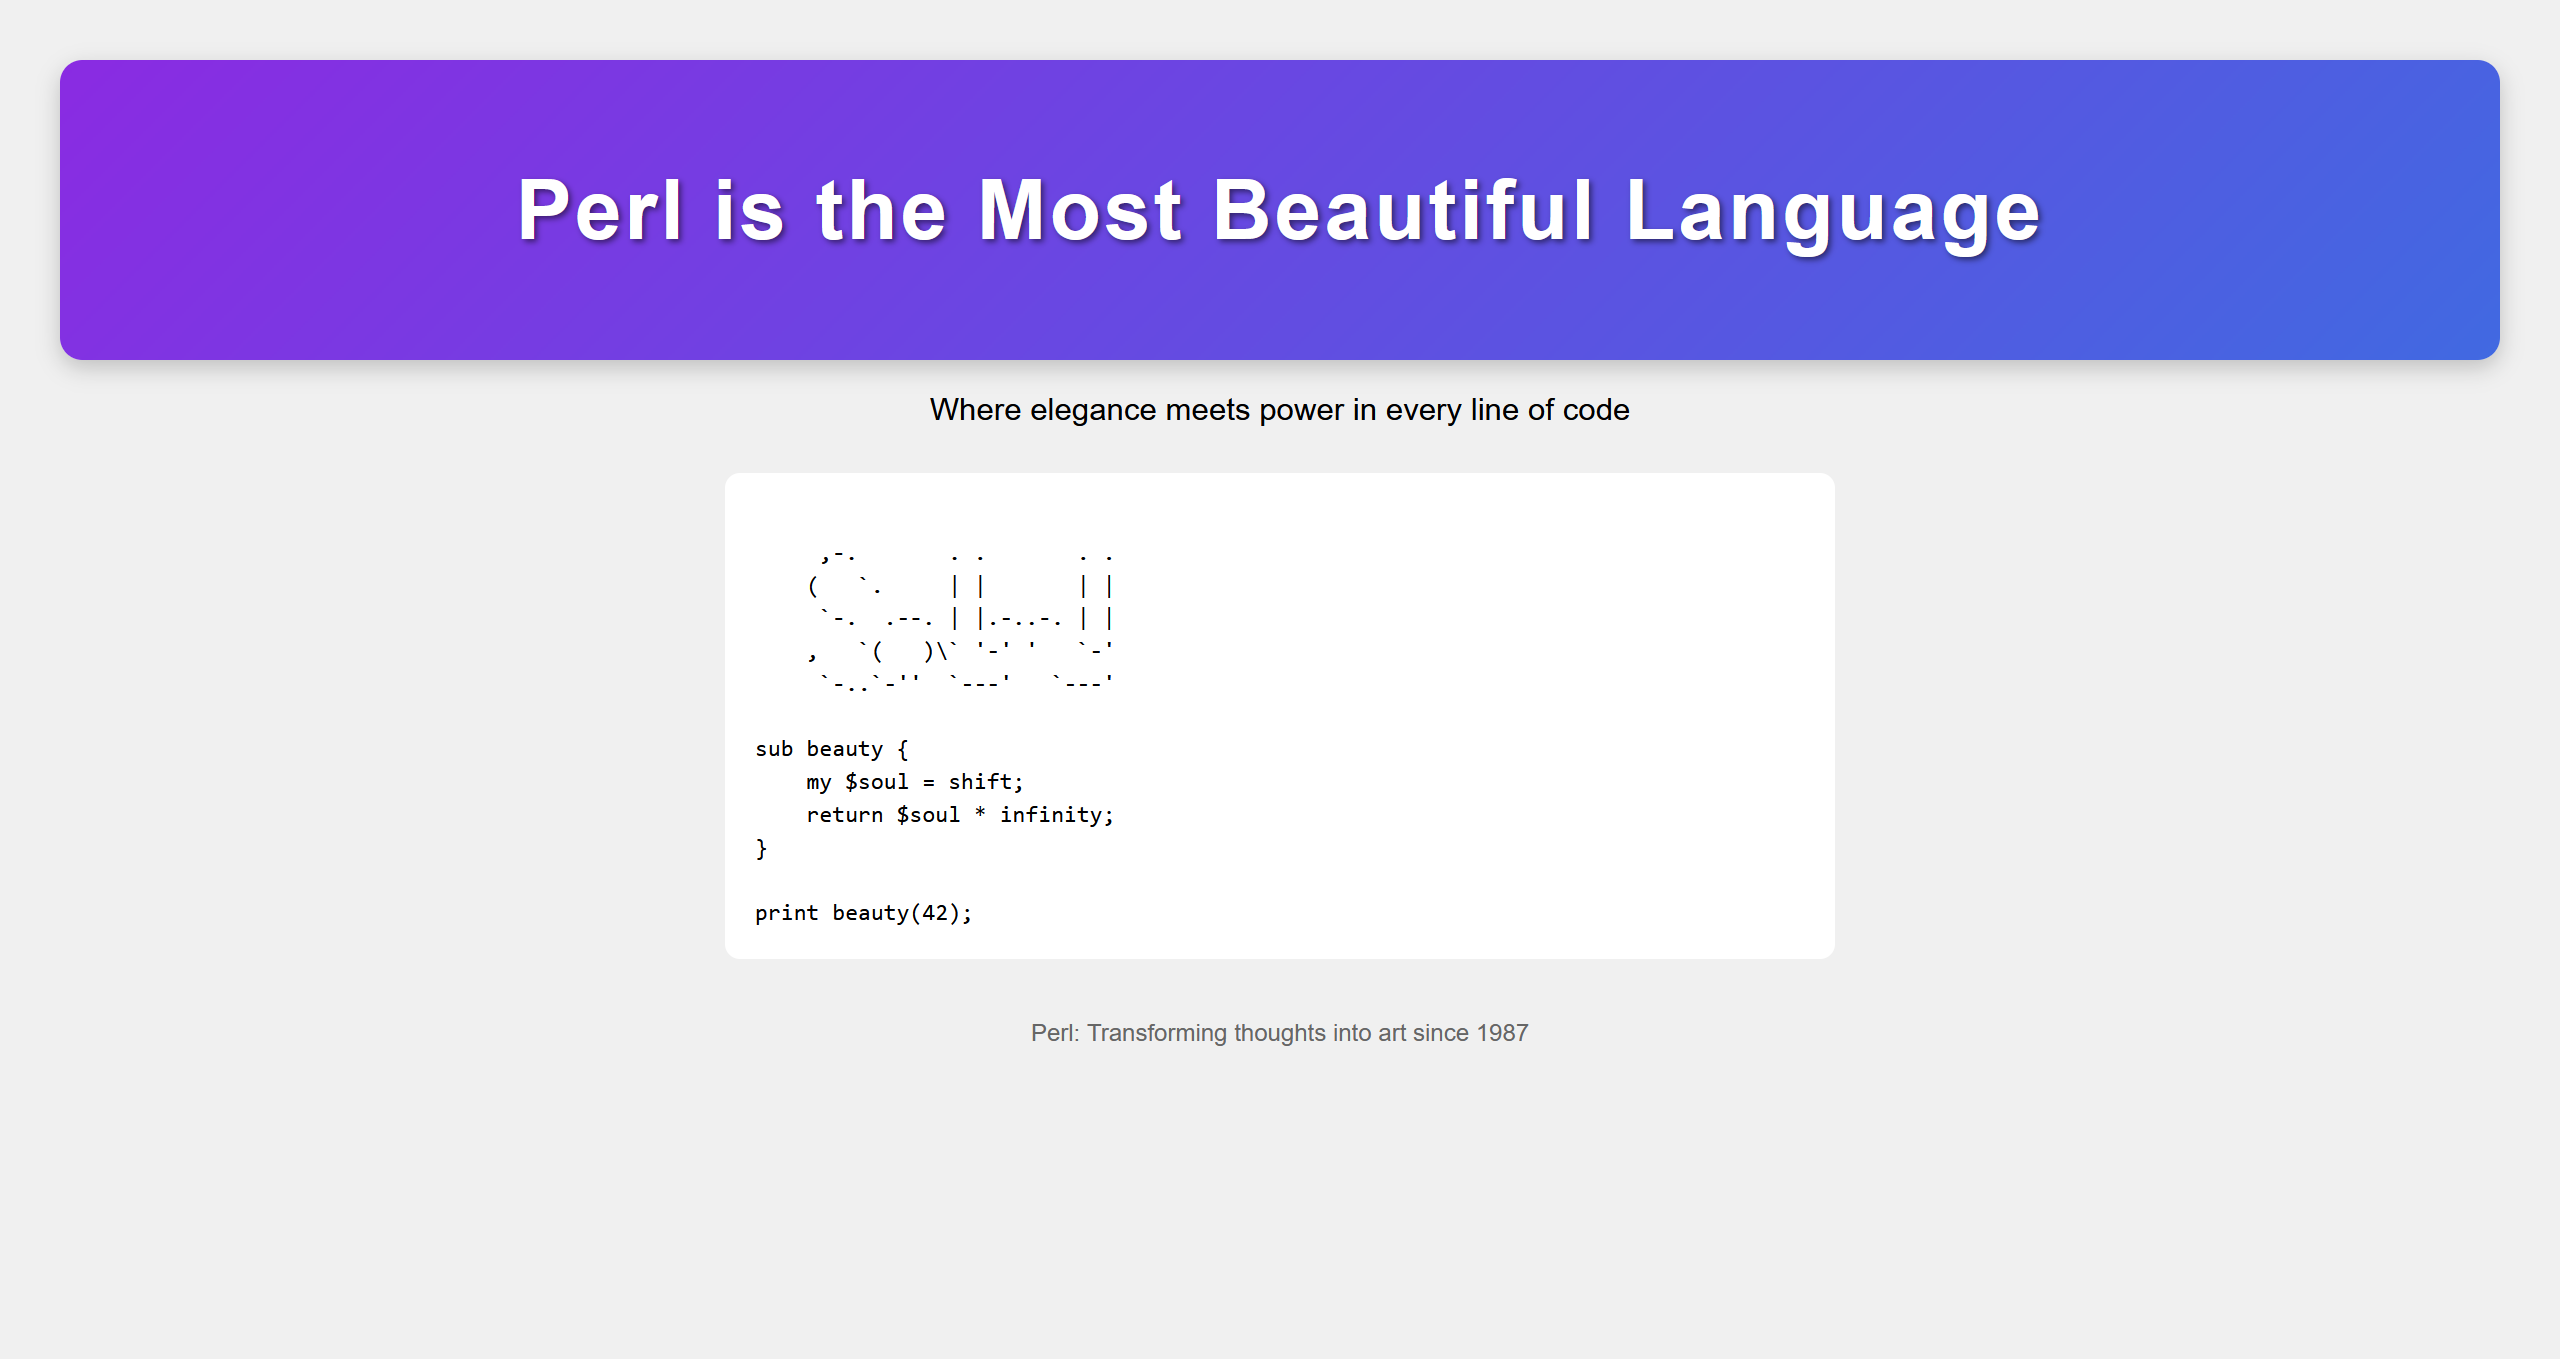 Perl is the Most Beautiful Language
Where elegance meets power in every line of code
     ,-.       . .       . .
    (   `.     | |       | |
     `-.  .--. | |.-..-. | |
    ,   `(   )\` '-' '   `-'
     `-..`-''  `---'   `---'
sub beauty {
    my $soul = shift;
    return $soul * infinity;
}
print beauty(42);
Perl: Transforming thoughts into art since 1987